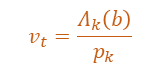 v_t = Λ_k(b) / p_k